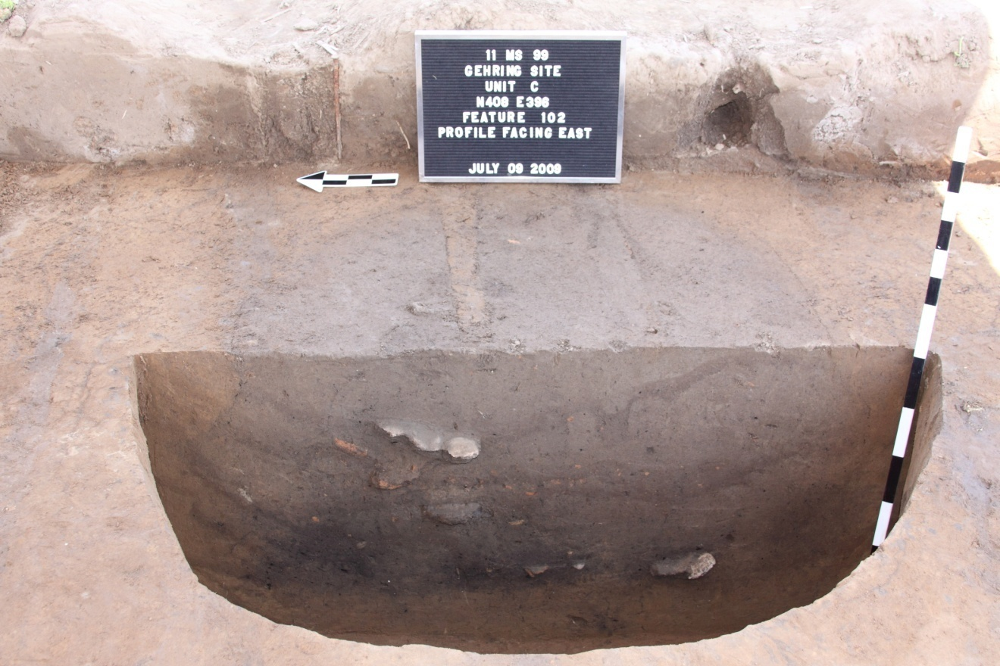 11 MS 99
GEHRING SITE
UNIT C
N408 E396
FEATURE 102
PROFILE FACING EAST
JULY 09 2009